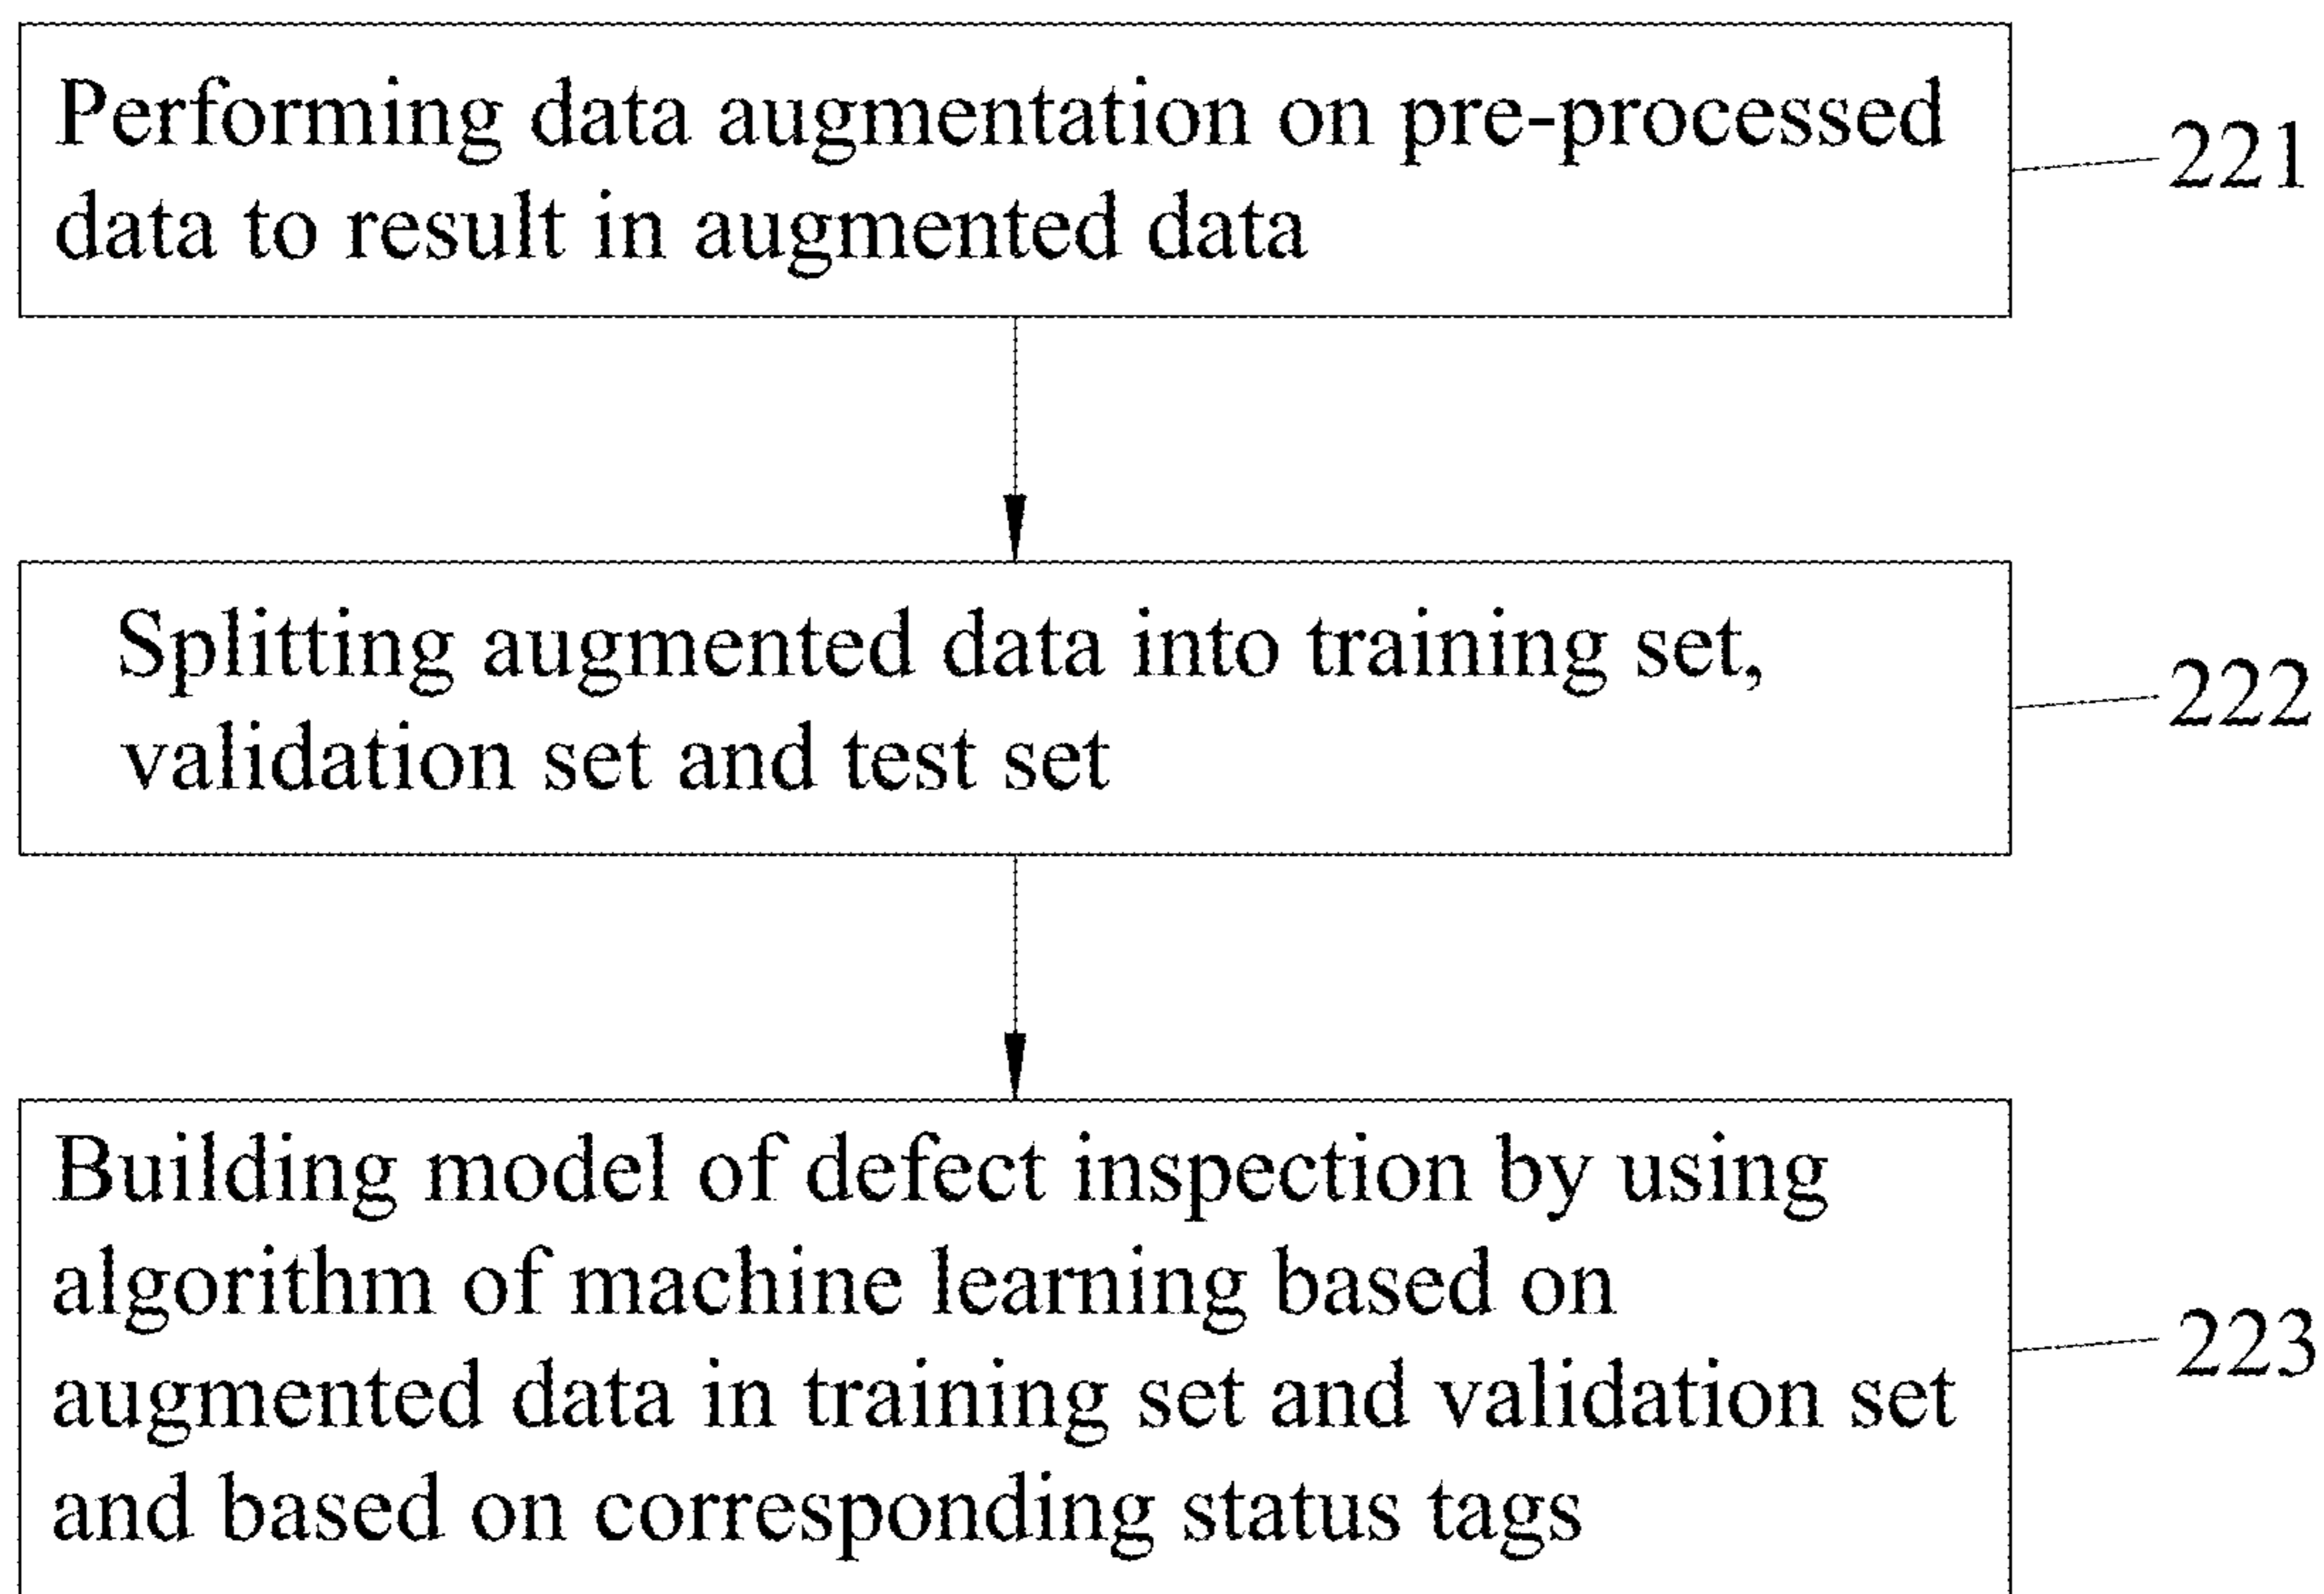 Performing data augmentation on pre-processed
data to result in augmented data
221
Splitting augmented data into training set,
validation set and test set
222
Building model of defect inspection by using
algorithm of machine learning based on
augmented data in training set and validation set
and based on corresponding status tags
223